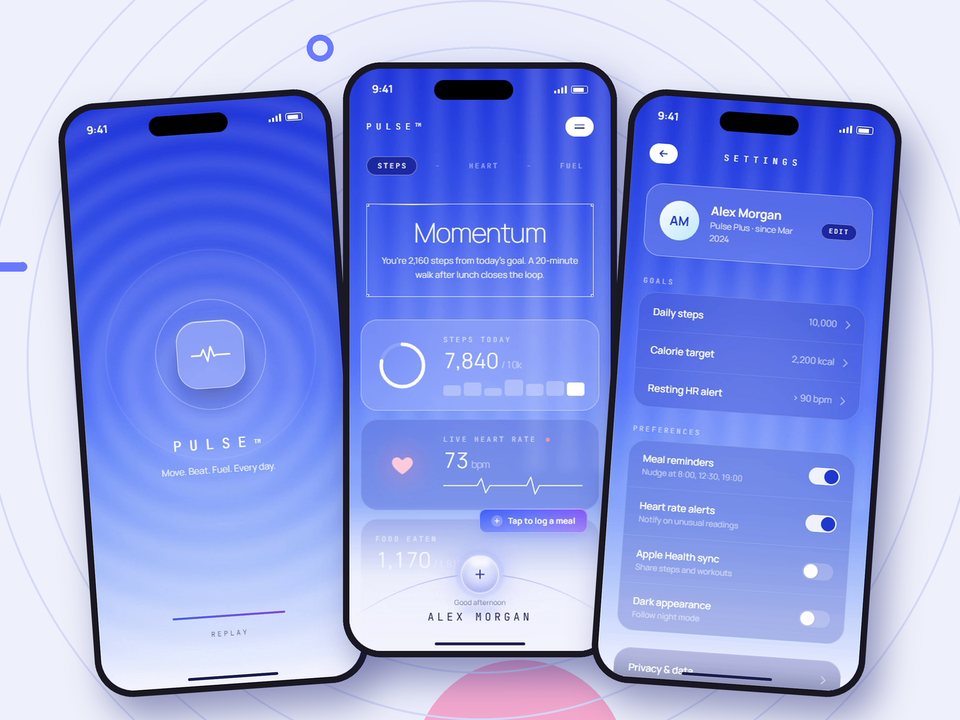 9:41
PULSE™
Move. Beat. Fuel. Every day.
REPLAY
9:41
PULSE™
STEPS - HEART - FUEL
Momentum
You're 2,160 steps from today's goal. A 20-minute
walk after lunch closes the loop.
STEPS TODAY
7,840 / 10k
LIVE HEART RATE
73 bpm
Tap to log a meal
FOOD EATEN
1,170
Good afternoon
ALEX MORGAN
9:41
SETTINGS
AM
Alex Morgan
Pulse Plus · since Mar
2024
EDIT
GOALS
Daily steps 10,000
Calorie target 2,200 kcal
Resting HR alert > 90 bpm
PREFERENCES
Meal reminders
Nudge at 8:00, 12:30, 19:00
Heart rate alerts
Notify on unusual readings
Apple Health sync
Share steps and workouts
Dark appearance
Follow night mode
Privacy & data